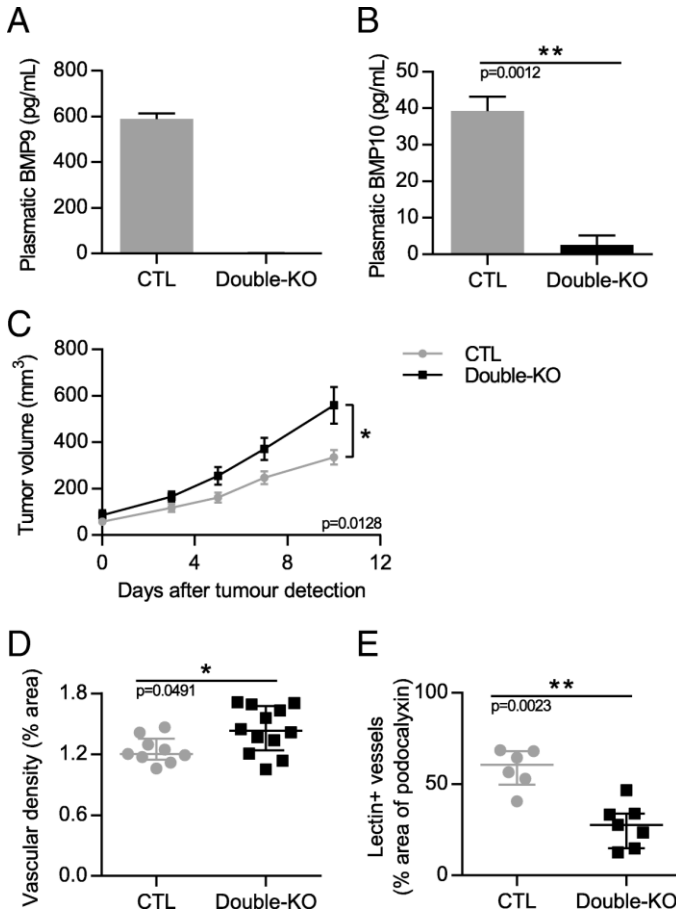 A
Plasmatic BMP9 (pg/mL)
800
600
400
200
0
CTL
Double-KO
B
Plasmatic BMP10 (pg/mL)
50
40
30
20
10
0
**
p=0.0012
CTL
Double-KO
C
Tumor volume (mm³)
800
600
400
200
0
0
4
8
12
Days after tumour detection
CTL
Double-KO
*
p=0.0128
D
Vascular density (% area)
1.8
1.2
0.6
0.0
*
p=0.0491
CTL
Double-KO
E
Lectin+ vessels
(% area of podocalyxin)
100
50
0
**
p=0.0023
CTL
Double-KO